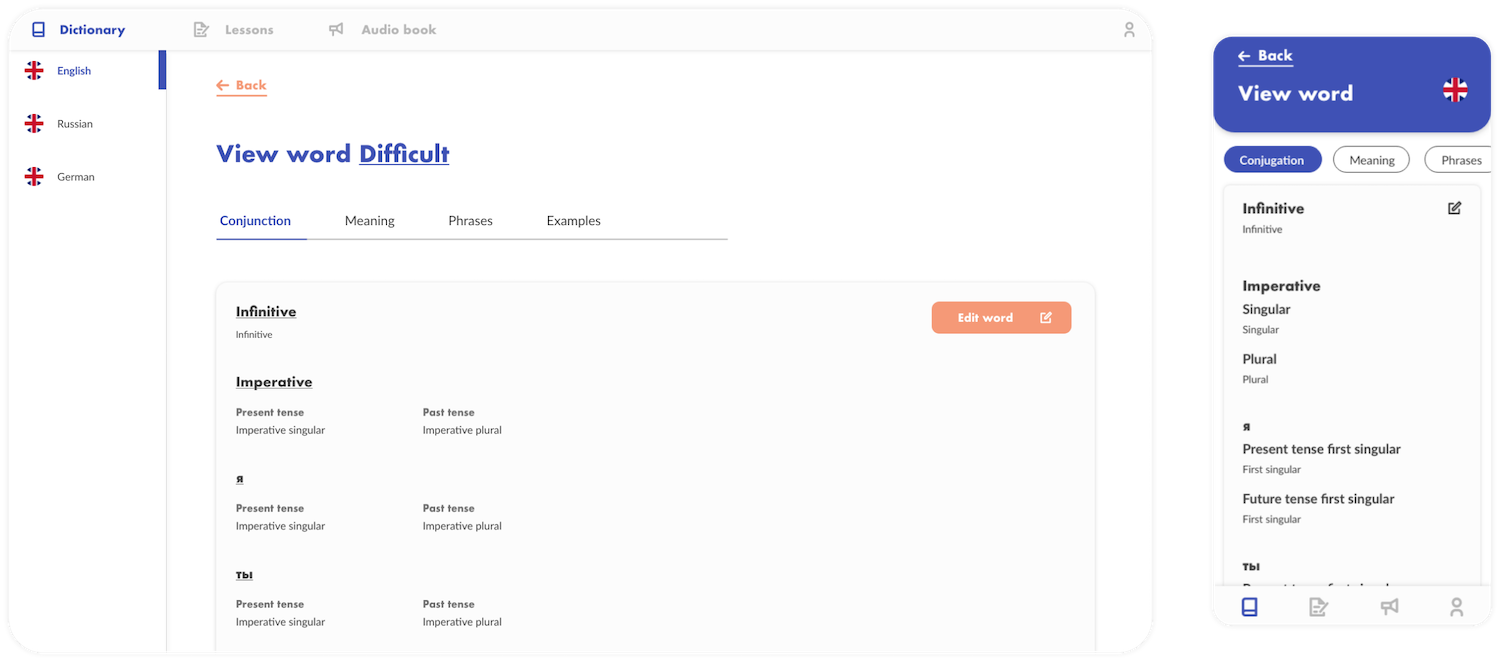 Dictionary
Lessons
Audio book
English
Russian
German
← Back
View word Difficult
Conjunction Meaning Phrases Examples
Infinitive
Edit word
Infinitive
Imperative
Present tense Past tense
Imperative singular Imperative plural
я
Present tense Past tense
Imperative singular Imperative plural
ты
Present tense Past tense
Imperative singular Imperative plural
← Back
View word
Conjugation Meaning Phrases
Infinitive
Infinitive
Imperative
Singular
Singular
Plural
Plural
я
Present tense first singular
First singular
Future tense first singular
First singular
ты